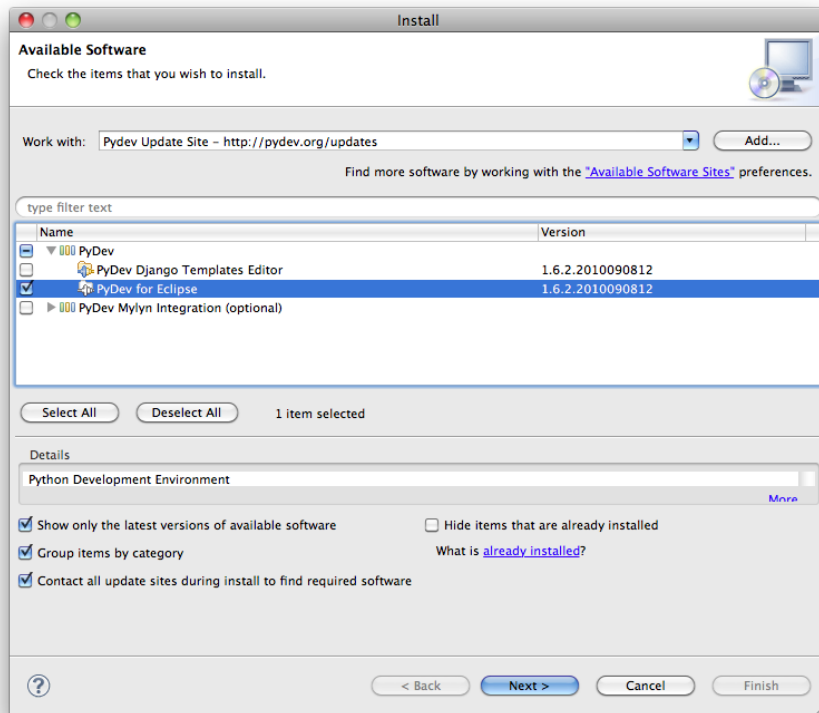 Install
Available Software
Check the items that you wish to install.
Work with: Pydev Update Site – http://pydev.org/updates Add...
Find more software by working with the "Available Software Sites" preferences.
type filter text
Name Version
PyDev
PyDev Django Templates Editor 1.6.2.2010090812
PyDev for Eclipse 1.6.2.2010090812
PyDev Mylyn Integration (optional)
Select All Deselect All 1 item selected
Details
Python Development Environment
More
Show only the latest versions of available software Hide items that are already installed
Group items by category What is already installed?
Contact all update sites during install to find required software
? < Back Next > Cancel Finish